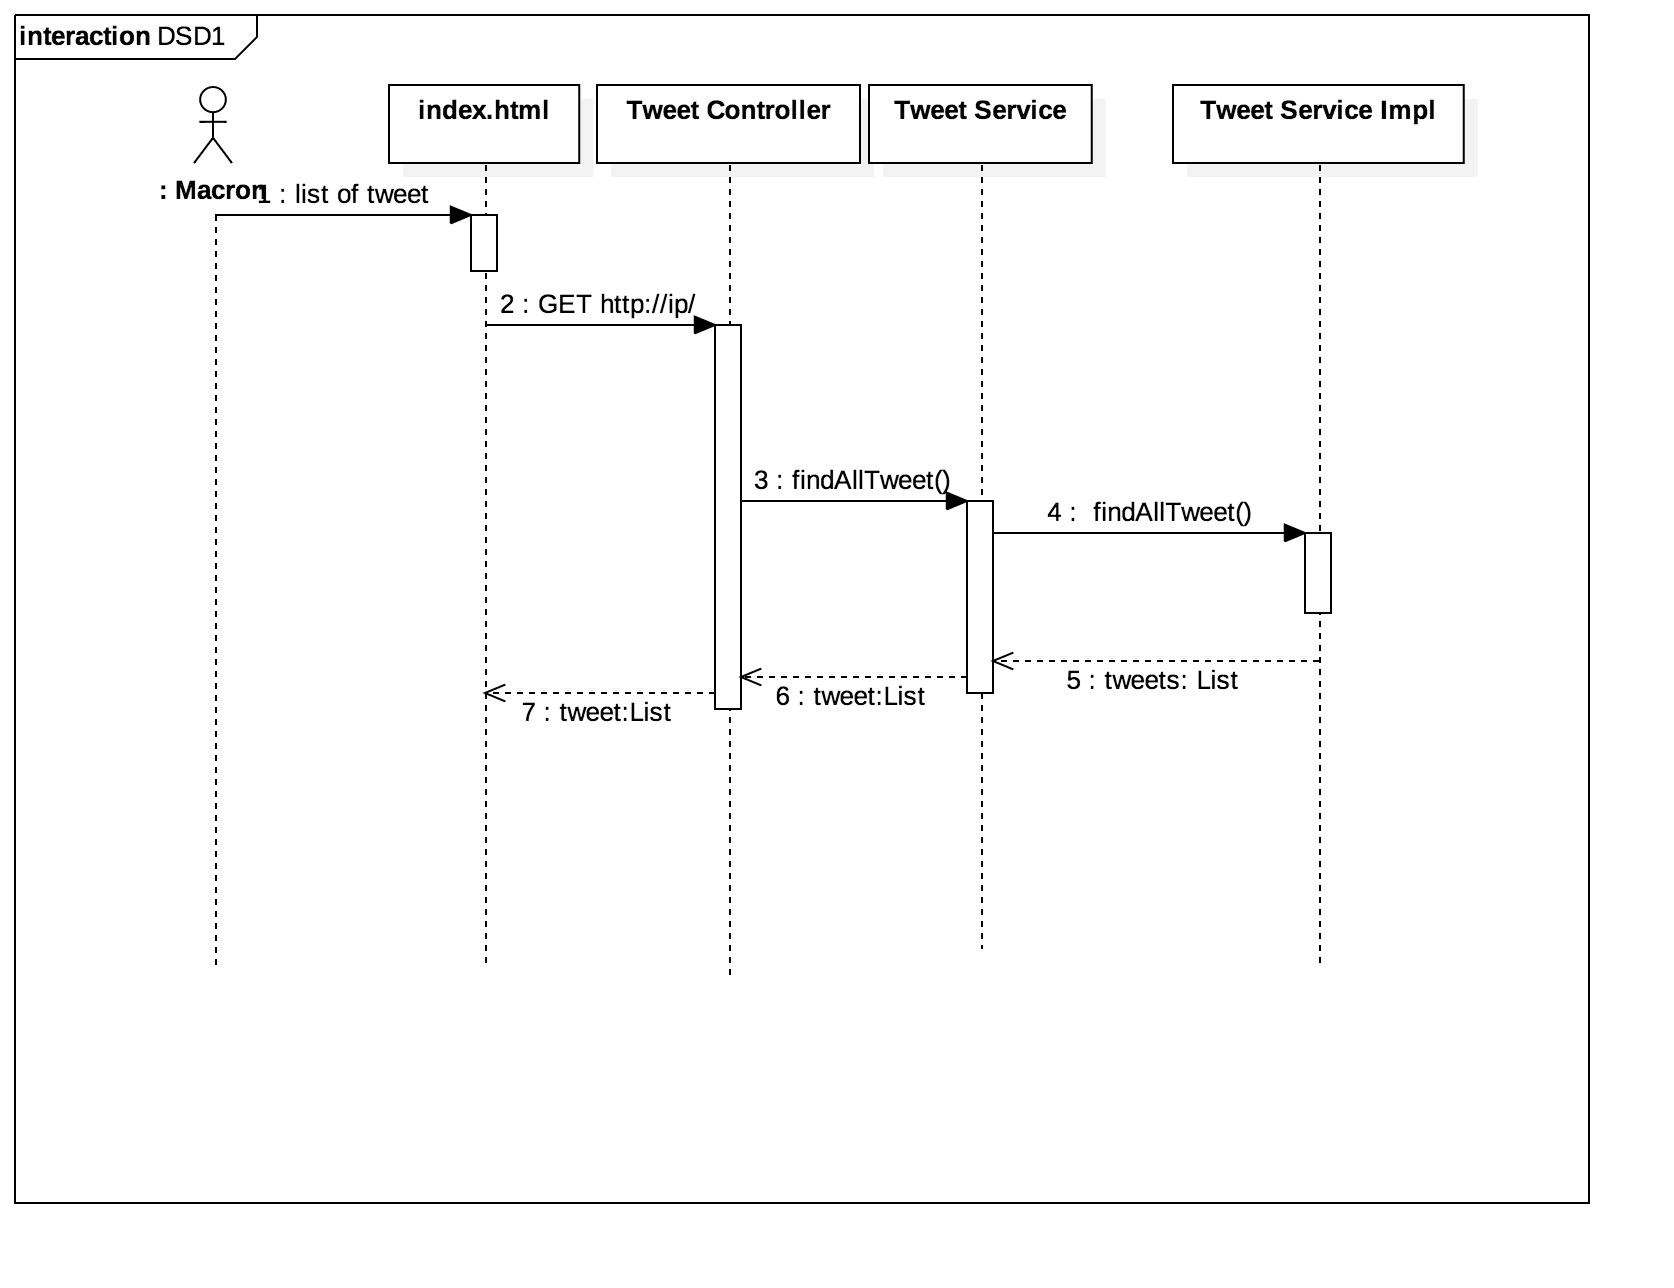 interaction DSD1
index.html
Tweet Controller
Tweet Service
Tweet Service Impl
: Macron
1 : list of tweet
2 : GET http://ip/
3 : findAllTweet()
4 :  findAllTweet()
5 : tweets: List
6 : tweet:List
7 : tweet:List